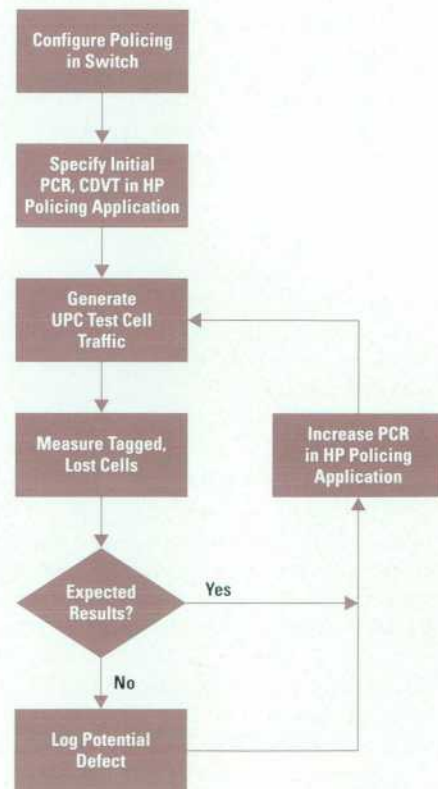 Configure Policing
in Switch
Specify Initial
PCR, CDVT in HP
Policing Application
Generate
UPC Test Cell
Traffic
Measure Tagged,
Lost Cells
Increase PCR
in HP Policing
Application
Expected
Results?
Yes
No
Log Potential
Defect